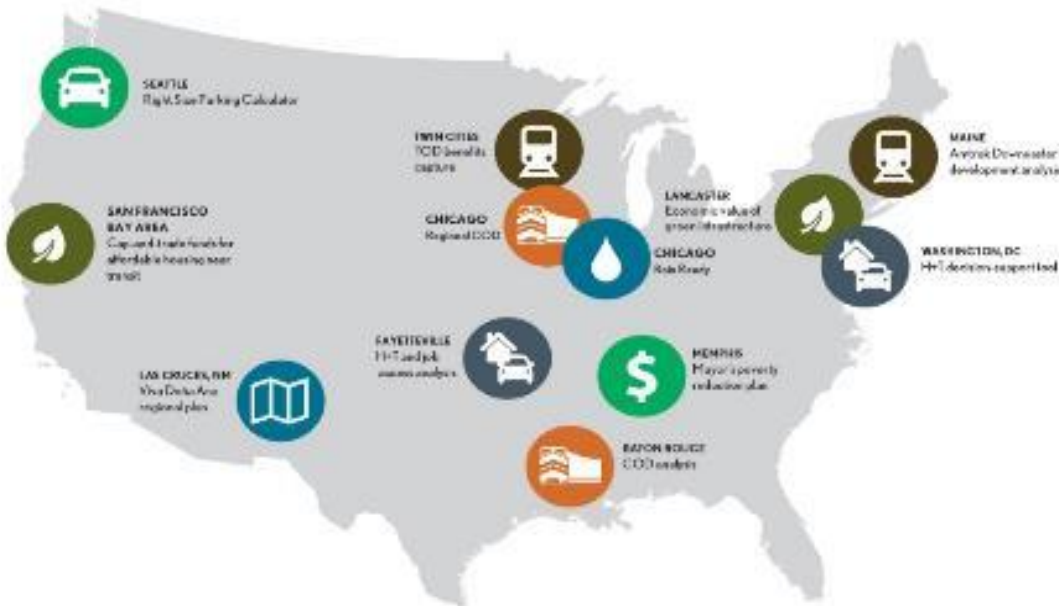 SEATTLE
Right Size Parking Calculator
TWIN CITIES
TOD benefits
capture
MAINE
Amtrak Downeaster
development analysis
SAN FRANCISCO
BAY AREA
Cap-and-trade funds for
affordable housing near
transit
CHICAGO
Regional COD
LANCASTER
Economic value of
green infrastructure
CHICAGO
Rain Ready
WASHINGTON, DC
H+T decision-support tool
FAYETTEVILLE
H+T and job
access analysis
MEMPHIS
Mayor's poverty
reduction plan
LAS CRUCES, NM
Viva Doña Ana
regional plan
BATON ROUGE
COD analysis
$